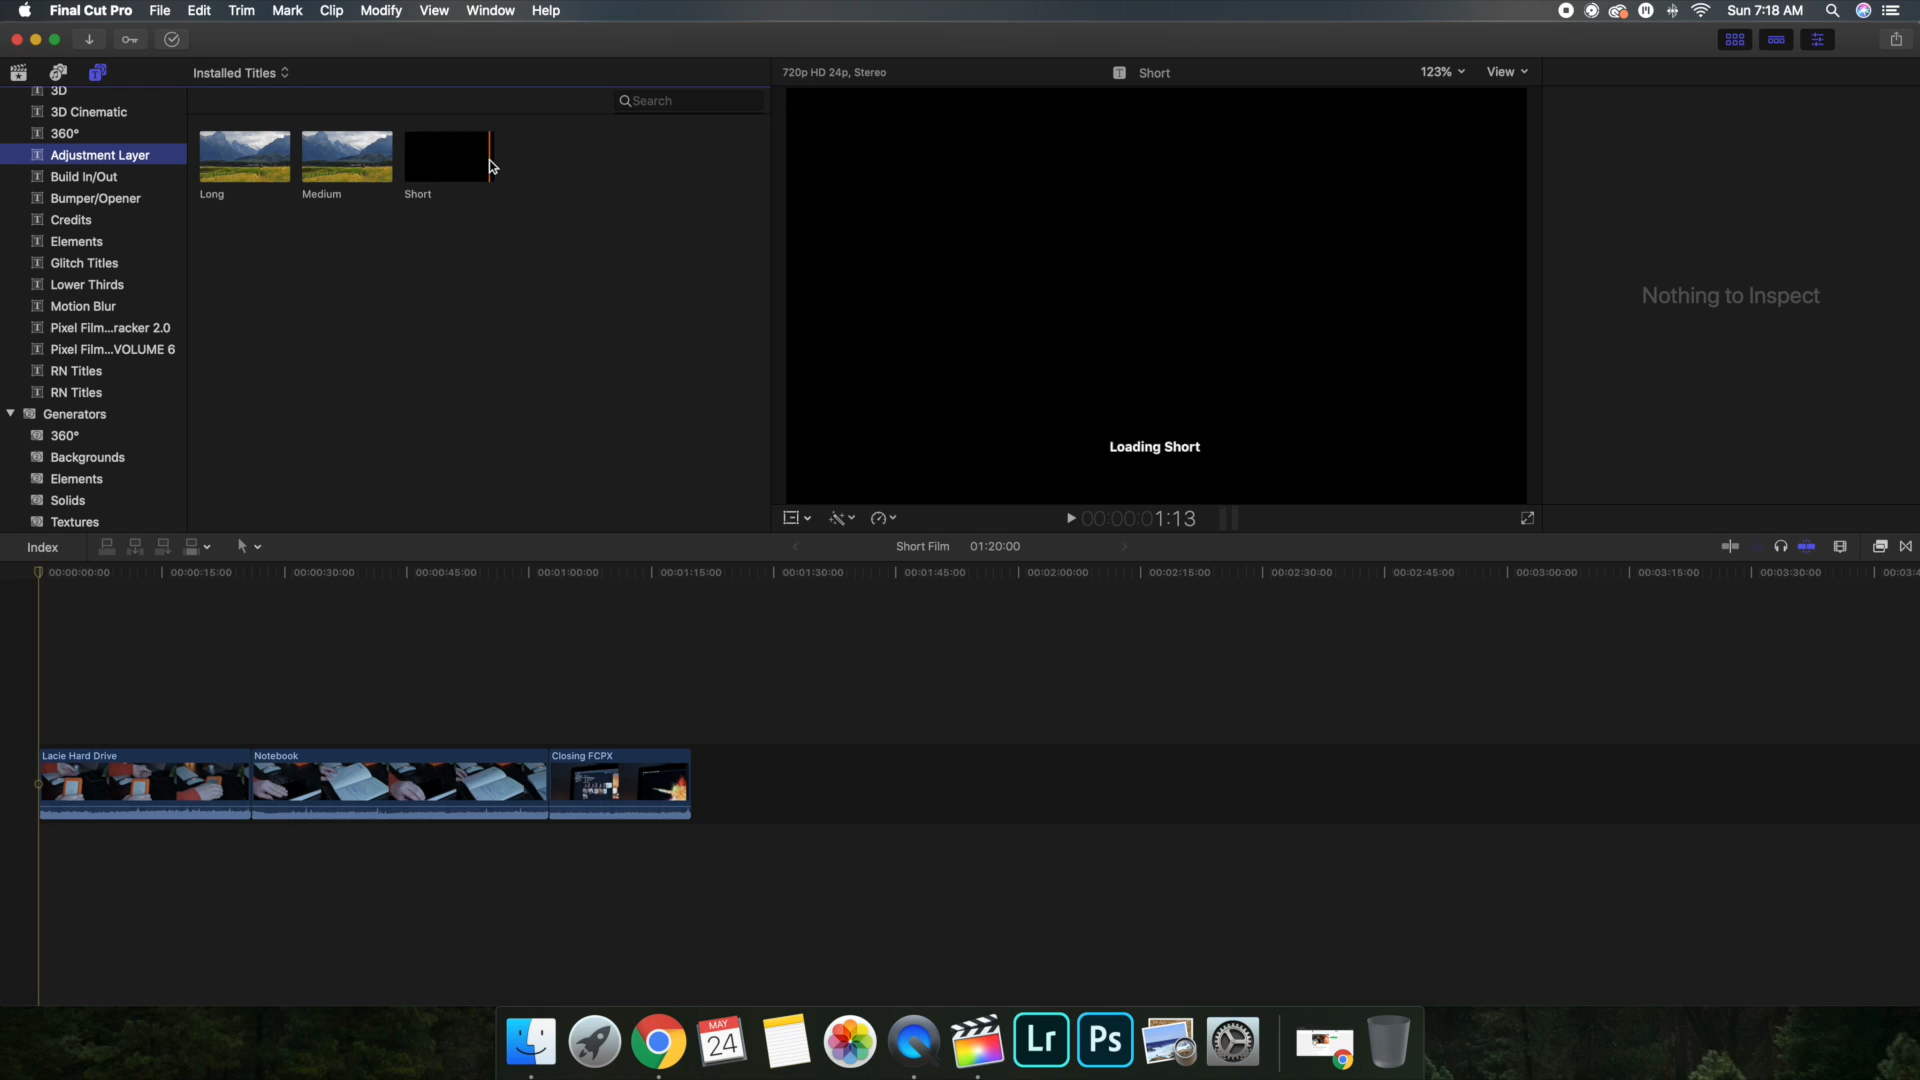 Final Cut Pro File Edit Trim Mark Clip Modify View Window Help
Sun 7:18 AM
Installed Titles
720p HD 24p, Stereo
Short
123%
View
Search
3D
3D Cinematic
360°
Adjustment Layer
Build In/Out
Bumper/Opener
Credits
Elements
Glitch Titles
Lower Thirds
Motion Blur
Pixel Film...racker 2.0
Pixel Film...VOLUME 6
RN Titles
RN Titles
Generators
360°
Backgrounds
Elements
Solids
Textures
Long
Medium
Short
Loading Short
Nothing to Inspect
00:00:01:13
Index
Short Film 01:20:00
00:00:00:00 00:00:15:00 00:00:30:00 00:00:45:00 00:01:00:00 00:01:15:00 00:01:30:00 00:01:45:00 00:02:00:00 00:02:15:00 00:02:30:00 00:02:45:00 00:03:00:00 00:03:15:00 00:03:30:00 00:03:4
Lacie Hard Drive
Notebook
Closing FCPX
MAY
24
Lr
Ps